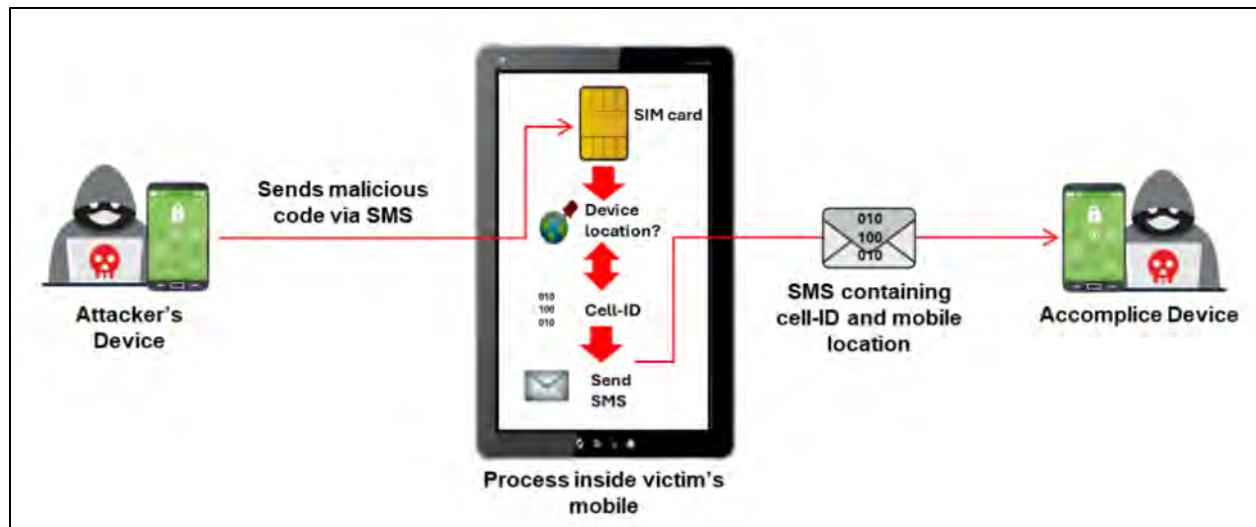 SIM card
Sends malicious
code via SMS
Device
location?
010
100
010
Cell-ID
Send
SMS
010
100
010
SMS containing
cell-ID and mobile
location
Attacker's
Device
Accomplice Device
Process inside victim's
mobile